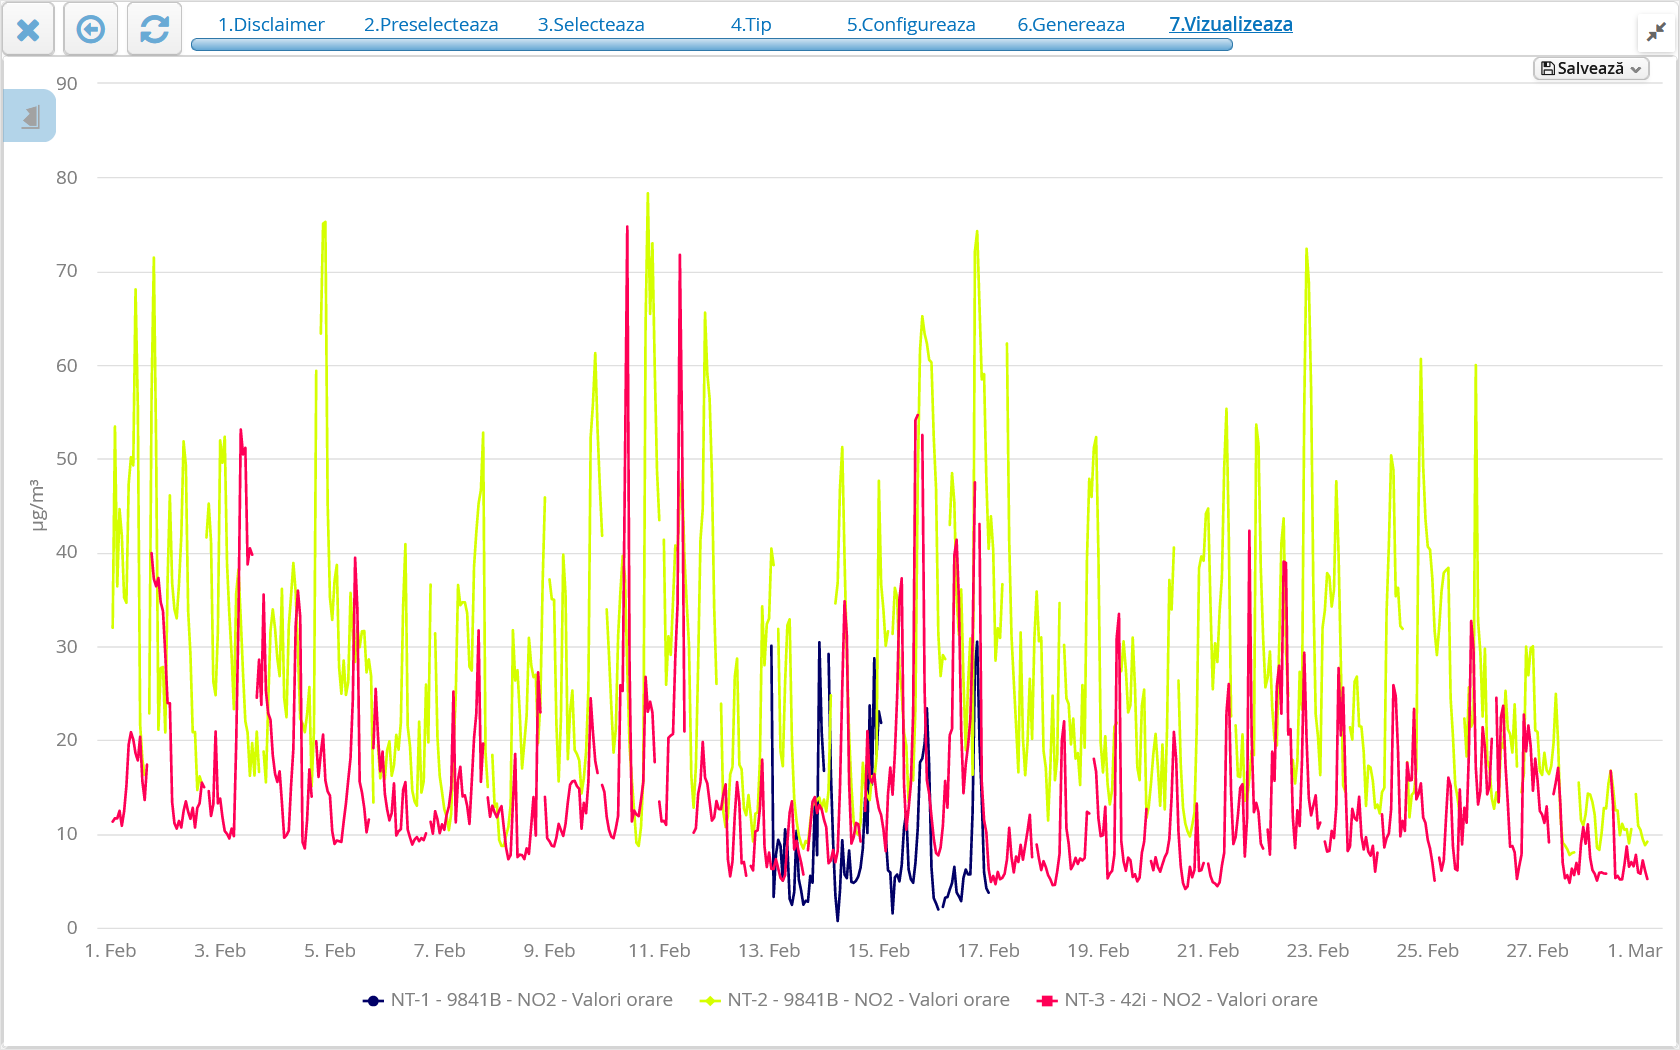 1.Disclaimer 2.Preselecteaza 3.Selecteaza 4.Tip 5.Configureaza 6.Genereaza 7.Vizualizeaza
Salvează
90
80
70
60
50
40
30
20
10
0
µg/m³
1. Feb 3. Feb 5. Feb 7. Feb 9. Feb 11. Feb 13. Feb 15. Feb 17. Feb 19. Feb 21. Feb 23. Feb 25. Feb 27. Feb 1. Mar
NT-1 - 9841B - NO2 - Valori orare NT-2 - 9841B - NO2 - Valori orare NT-3 - 42i - NO2 - Valori orare